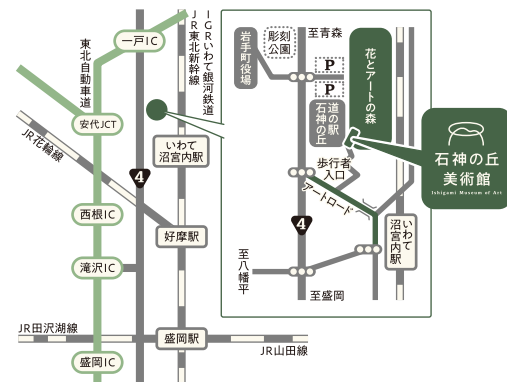 一戸IC
東北自動車道
安代JCT
JR花輪線
西根IC
滝沢IC
JR田沢湖線
盛岡IC
IGRいわて銀河鉄道
JR東北新幹線
いわて
沼宮内駅
4
好摩駅
盛岡駅
JR山田線
岩手町役場
彫刻
公園
至青森
P
P
道の駅
石神の丘
花とアートの森
歩行者
入口
アートロード
4
至八幡平
至盛岡
いわて
沼宮内駅
石神の丘
美術館
Ishigami Museum of Art